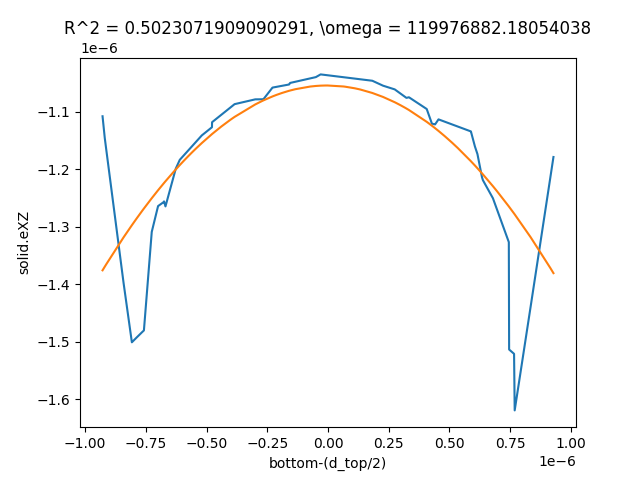 R^2 = 0.5023071909090291, \omega = 119976882.18054038
1e−6
−1.1
−1.2
−1.3
−1.4
−1.5
−1.6
solid.eXZ
−1.00 −0.75 −0.50 −0.25 0.00 0.25 0.50 0.75 1.00
bottom-(d_top/2) 1e−6